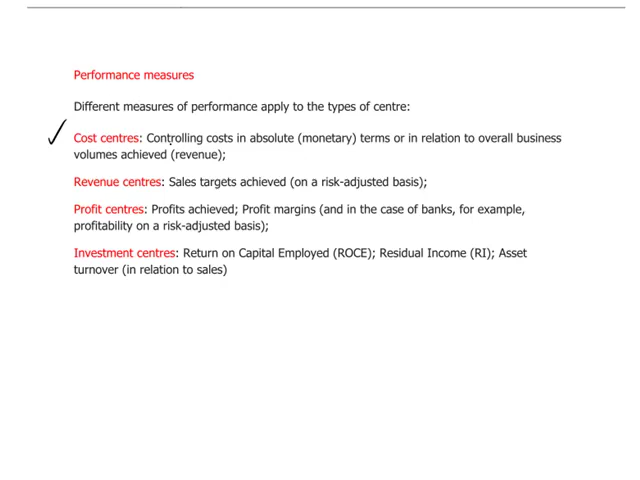 Performance measures
Different measures of performance apply to the types of centre:
Cost centres: Controlling costs in absolute (monetary) terms or in relation to overall business
volumes achieved (revenue);
Revenue centres: Sales targets achieved (on a risk-adjusted basis);
Profit centres: Profits achieved; Profit margins (and in the case of banks, for example,
profitability on a risk-adjusted basis);
Investment centres: Return on Capital Employed (ROCE); Residual Income (RI); Asset
turnover (in relation to sales)